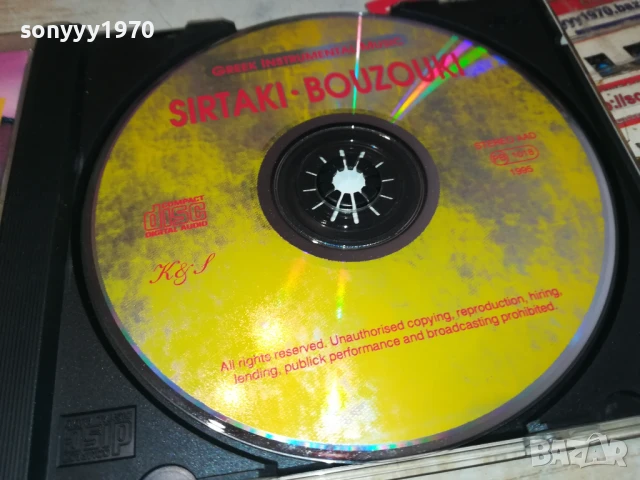 sonyyy1970
GREEK INSTRUMENTAL MUSIC
SIRTAKI - BOUZOUKI
1995
COMPACT
disc
DIGITAL AUDIO
K&S
All rights reserved. Unauthorised copying, reproduction, hiring,
lending, publick performance and broadcasting prohibited.
bazar